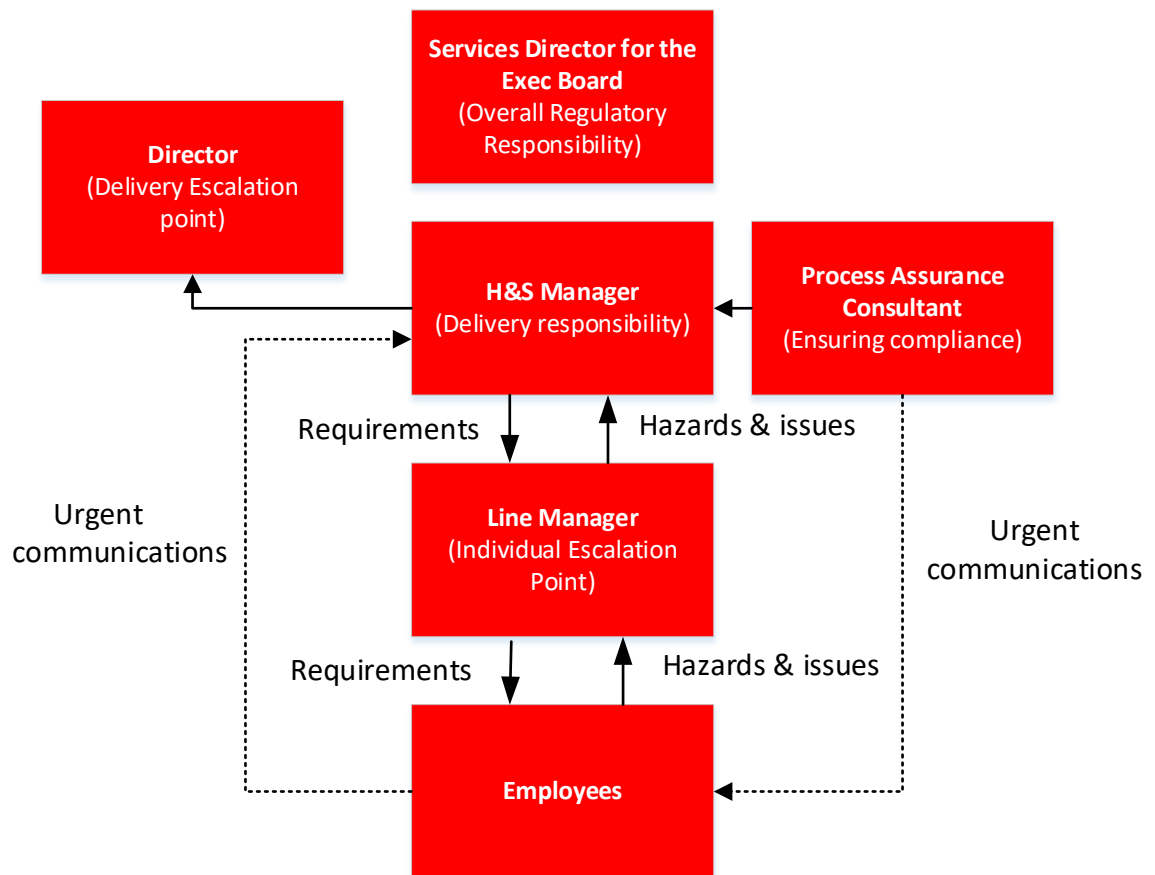 Services Director for the
Exec Board
(Overall Regulatory
Responsibility)
Director
(Delivery Escalation
point)
H&S Manager
(Delivery responsibility)
Process Assurance
Consultant
(Ensuring compliance)
Requirements
Hazards & issues
Urgent
communications
Line Manager
(Individual Escalation
Point)
Urgent
communications
Requirements
Hazards & issues
Employees